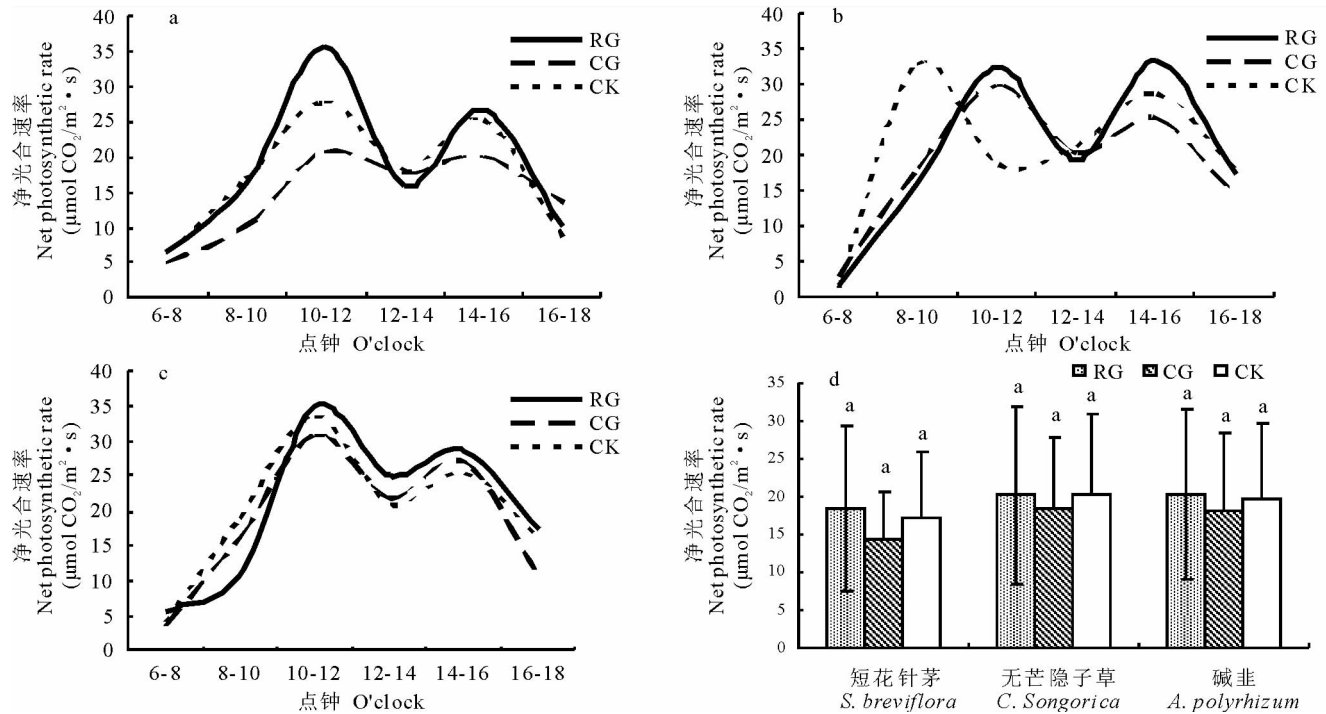 a
净光合速率
Net photosynthetic rate
(μmol CO₂/m²·s)
40
35
30
25
20
15
10
5
0
RG
CG
CK
6-8 8-10 10-12 12-14 14-16 16-18
点钟 O'clock
b
净光合速率
Net photosynthetic rate
(μmol CO₂/m²·s)
40
35
30
25
20
15
10
5
0
RG
CG
CK
6-8 8-10 10-12 12-14 14-16 16-18
点钟 O'clock
c
净光合速率
Net photosynthetic rate
(μmol CO₂/m²·s)
40
35
30
25
20
15
10
5
0
RG
CG
CK
6-8 8-10 10-12 12-14 14-16 16-18
点钟 O'clock
d
净光合速率
Net photosynthetic rate
(μmol CO₂/m²·s)
35
30
25
20
15
10
5
0
RG CG CK
a a a a a a a a a
短花针茅 无芒隐子草 碱韭
S. breviflora C. Songorica A. polyrhizum